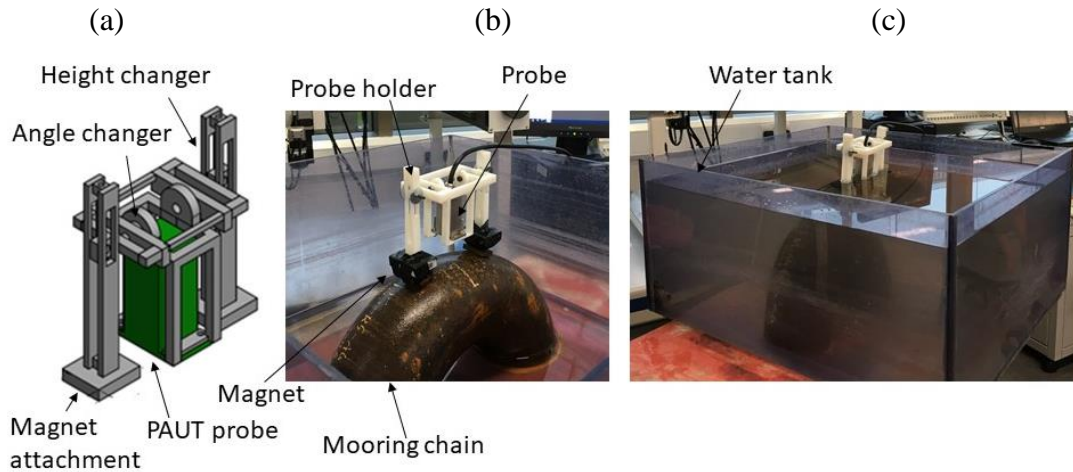 (a)
(b)
(c)
Height changer
Angle changer
Magnet
attachment
PAUT probe
Probe holder
Probe
Magnet
Mooring chain
Water tank